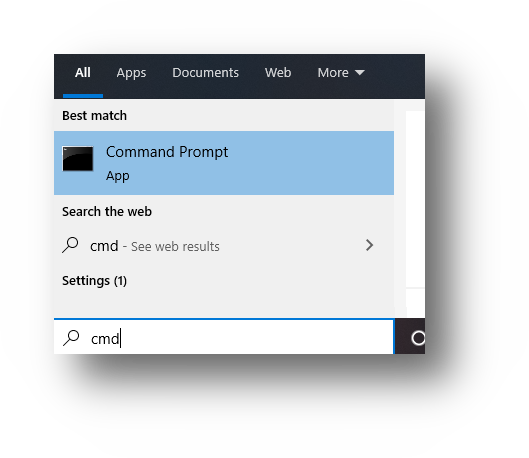 All Apps Documents Web More
Best match
Command Prompt
App
Search the web
cmd - See web results
Settings (1)
cmd